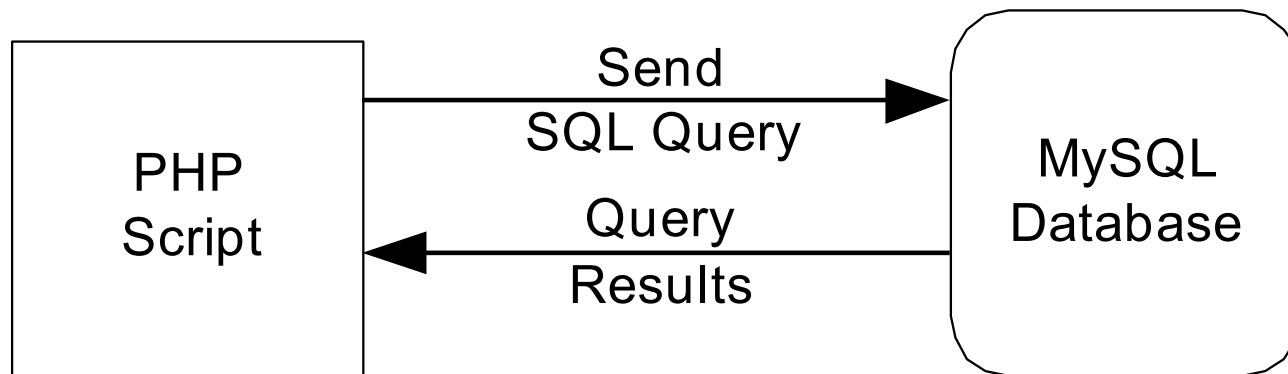 PHP
Script
Send
SQL Query
Query
Results
MySQL
Database